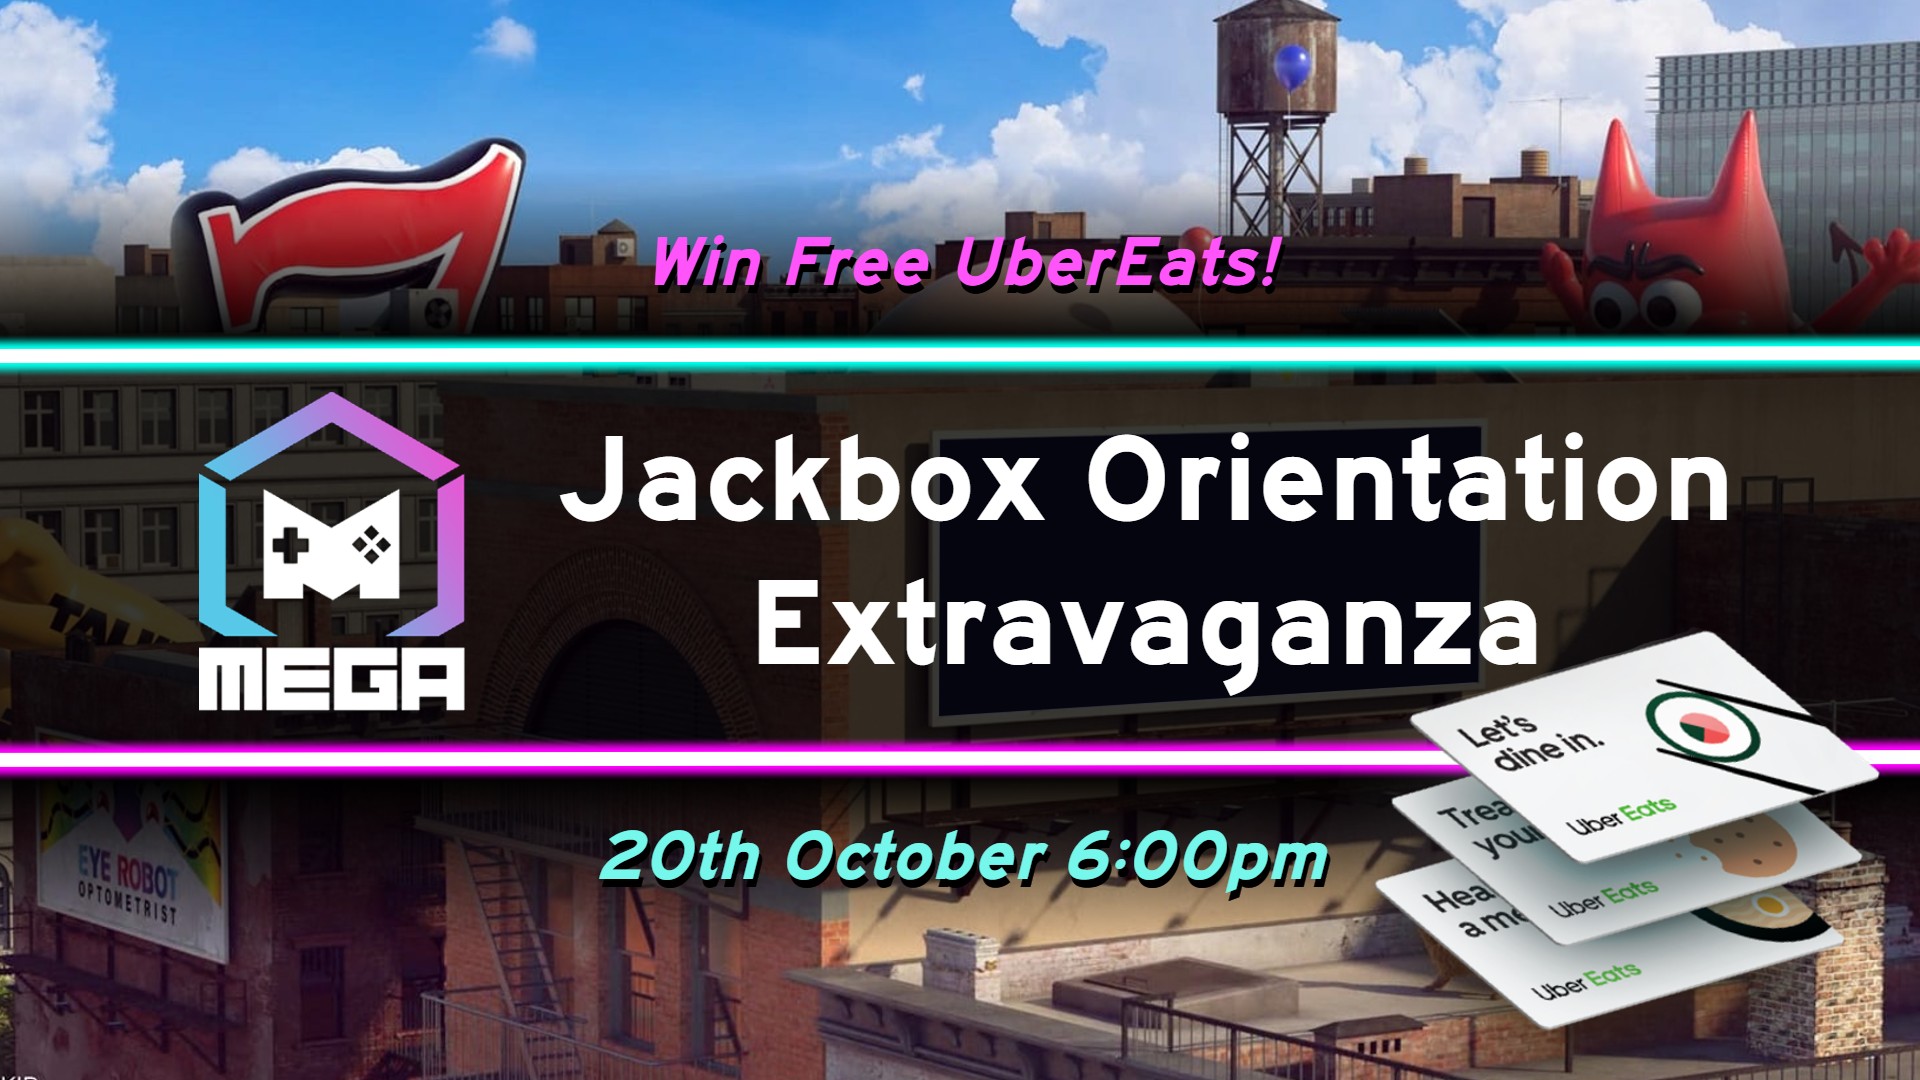 Win Free UberEats!
Jackbox Orientation
Extravaganza
MEGA
20th October 6:00pm
Let's
dine in.
Uber Eats
Uber Eats
Uber Eats
EYE ROBOT
OPTOMETRIST